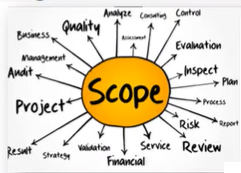 Analyze
Consulting
Control
Quality
Business
Assessment
Evaluation
Management
Audit
Inspect
Plan
Scope
Project
Process
Report
Risk
Result
Strategy
Validation
Financial
Service
Review